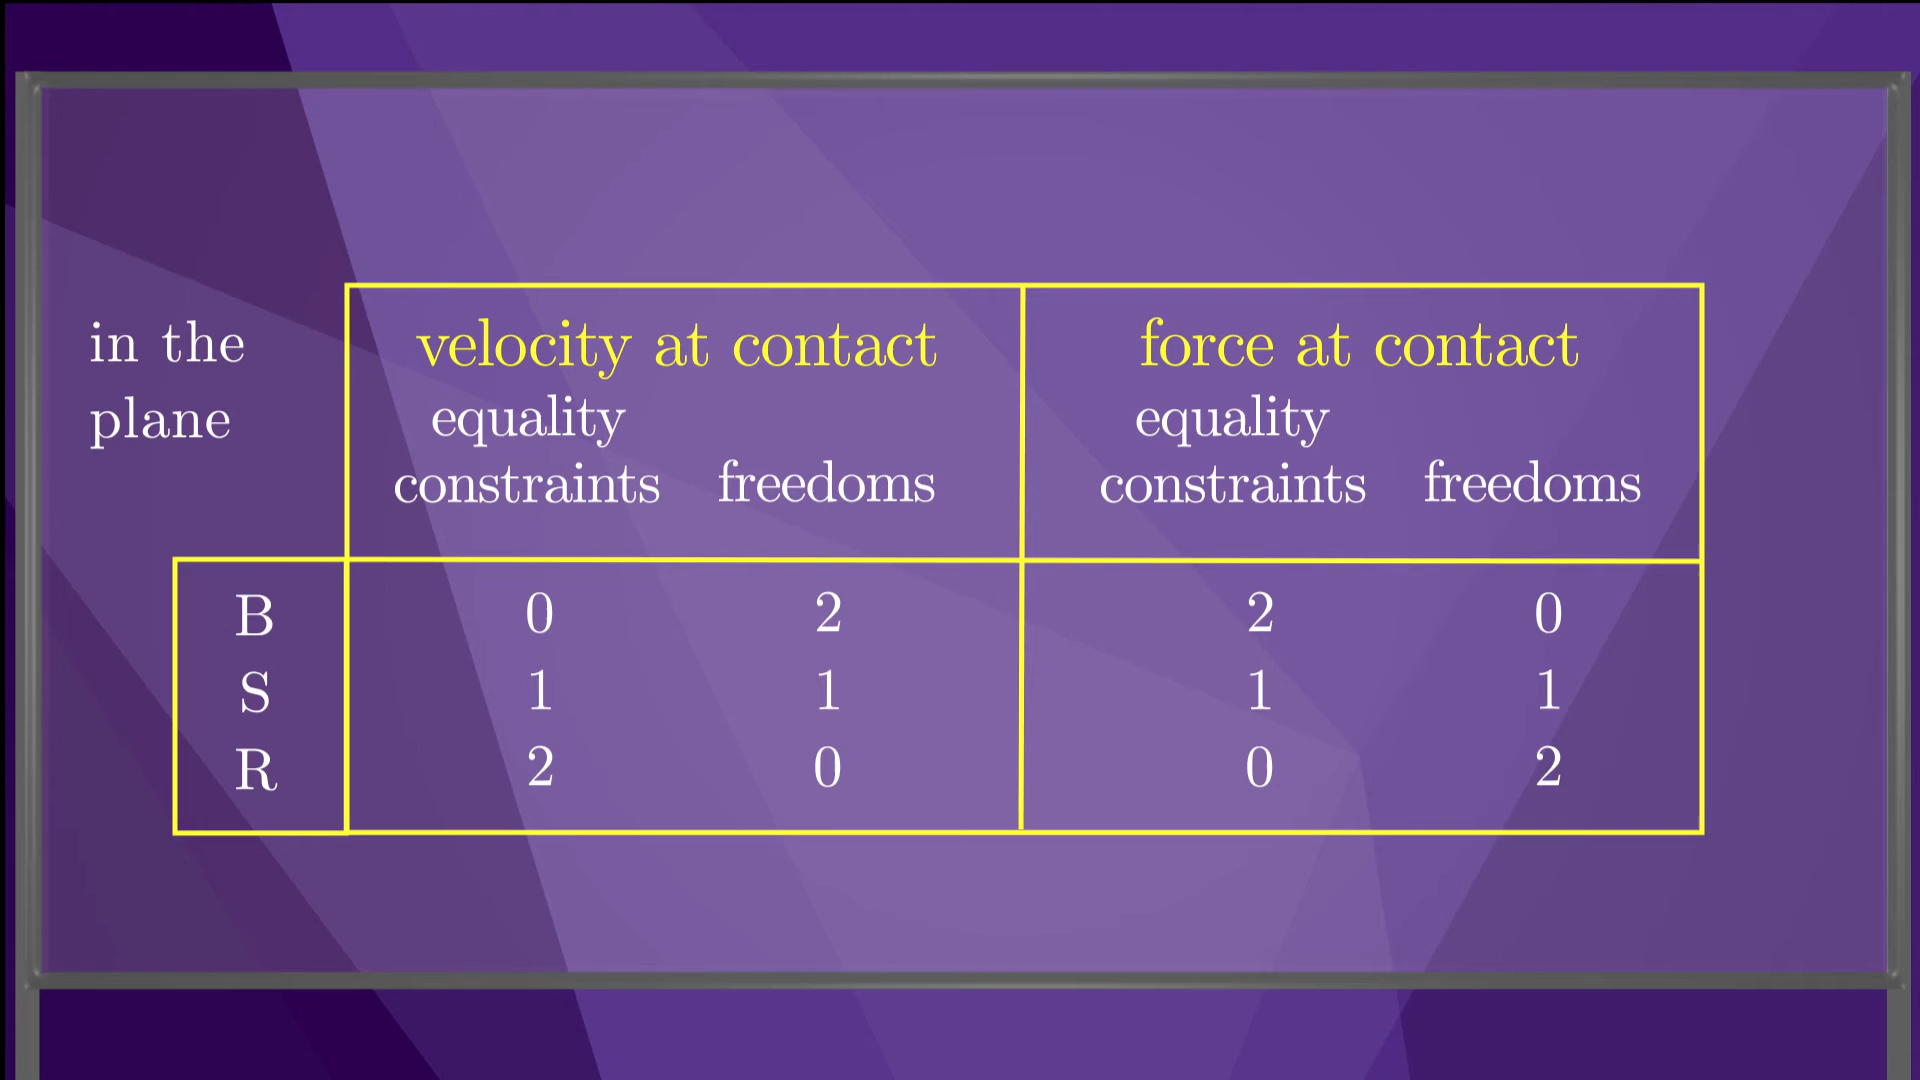 in the
plane
velocity at contact
force at contact
equality
equality
constraints freedoms
constraints freedoms
B 0 2 2 0
S 1 1 1 1
R 2 0 0 2